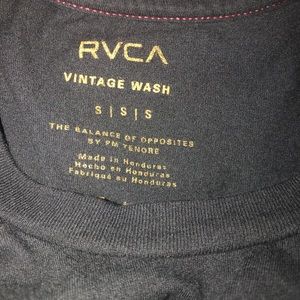 RVCA
VINTAGE WASH
S | S | S
THE BALANCE OF OPPOSITES
BY PM TENORE
Made in Honduras
Hecho en Honduras
Fabriqué au Honduras